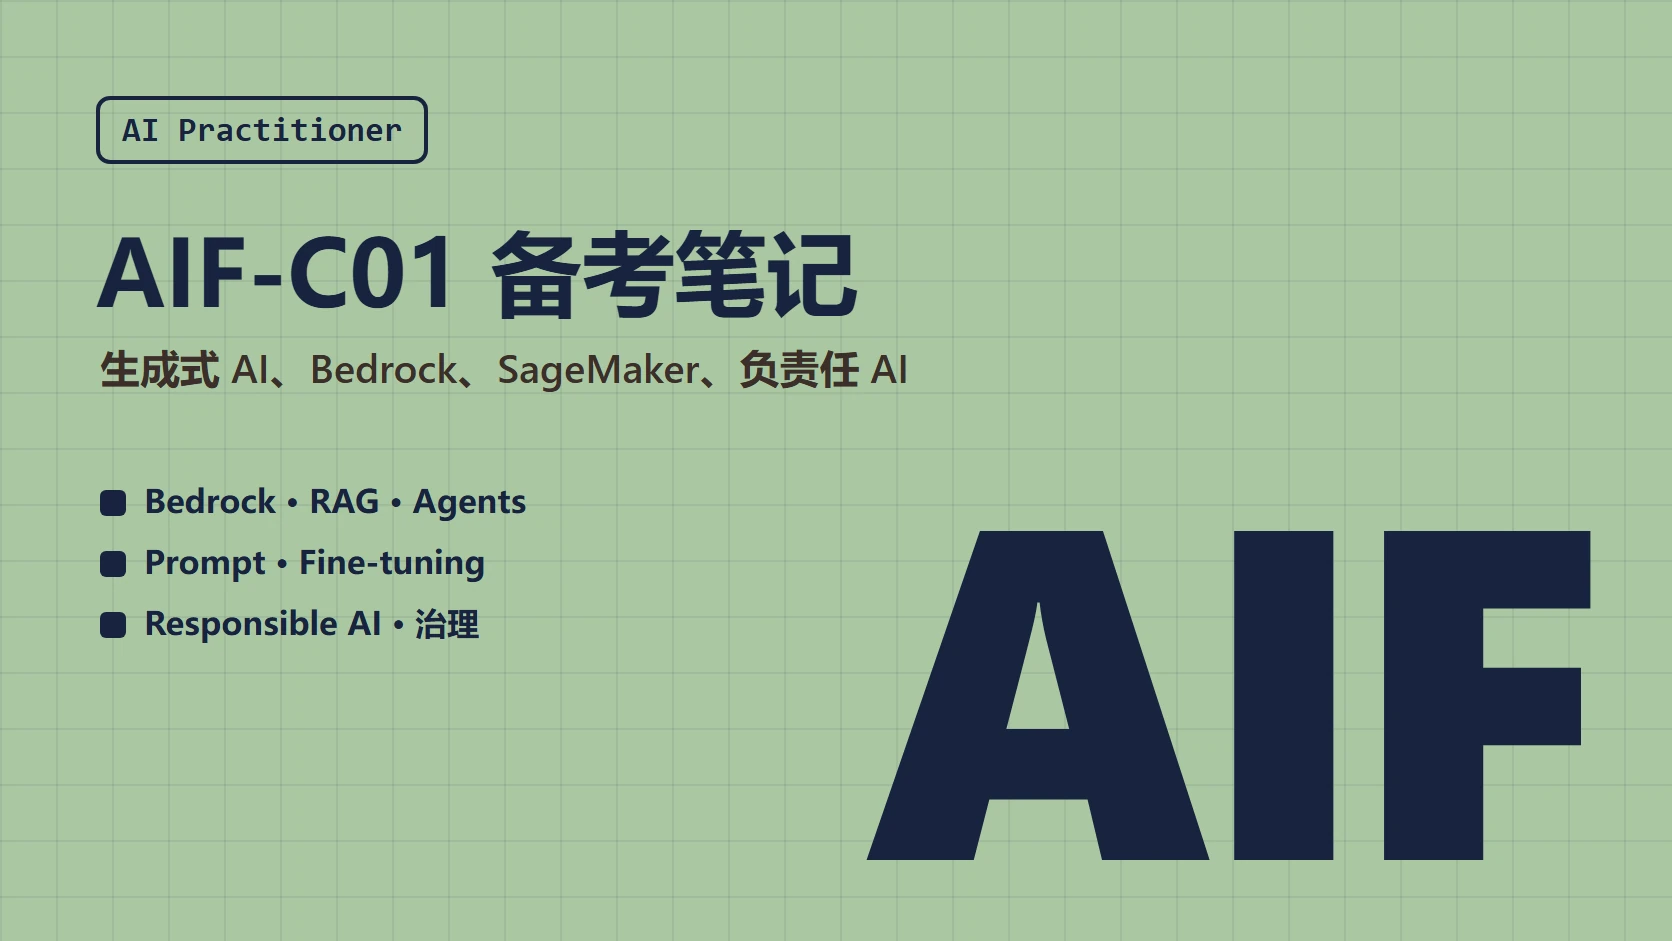 AI Practitioner
AIF-C01 备考笔记
生成式 AI、Bedrock、SageMaker、负责任 AI
Bedrock • RAG • Agents
Prompt • Fine-tuning
Responsible AI • 治理
AIF